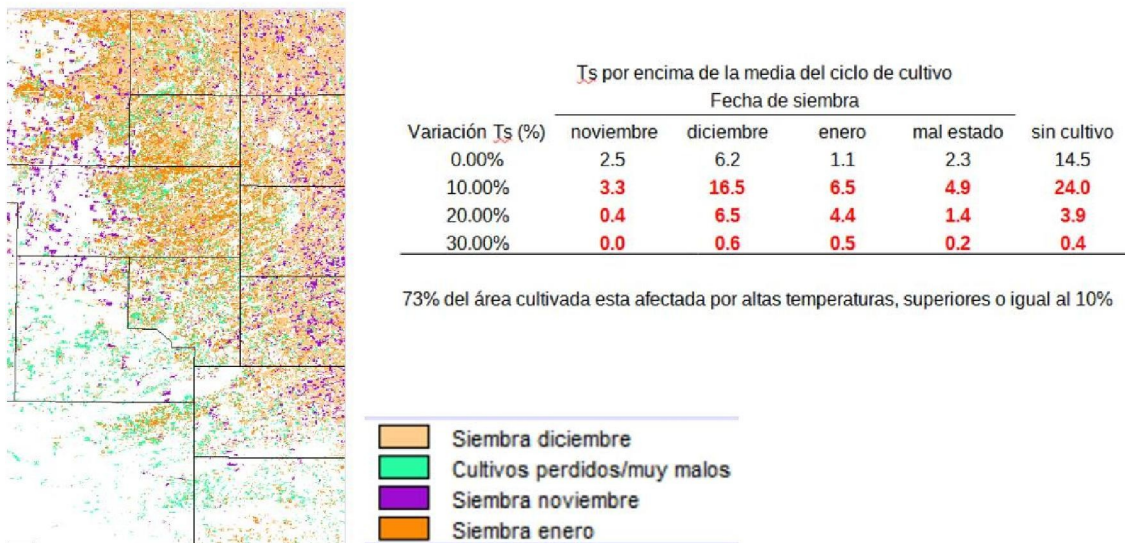 Ts por encima de la media del ciclo de cultivo
Fecha de siembra
Variación Ts (%) noviembre diciembre enero mal estado sin cultivo
0.00% 2.5 6.2 1.1 2.3 14.5
10.00% 3.3 16.5 6.5 4.9 24.0
20.00% 0.4 6.5 4.4 1.4 3.9
30.00% 0.0 0.6 0.5 0.2 0.4
73% del área cultivada esta afectada por altas temperaturas, superiores o igual al 10%
Siembra diciembre
Cultivos perdidos/muy malos
Siembra noviembre
Siembra enero